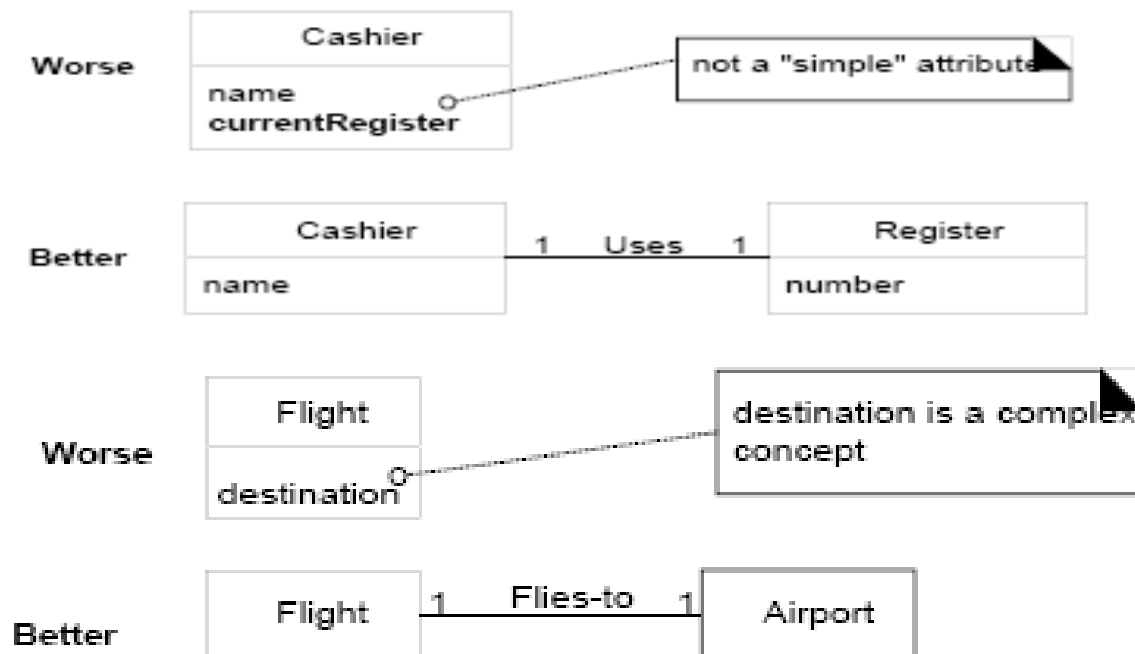 Cashier
Worse
not a "simple" attribute
name
currentRegister
Cashier
Register
Better
1 Uses 1
name
number
Flight
destination is a complex
concept
Worse
destination
Flight
1 Flies-to 1
Airport
Better